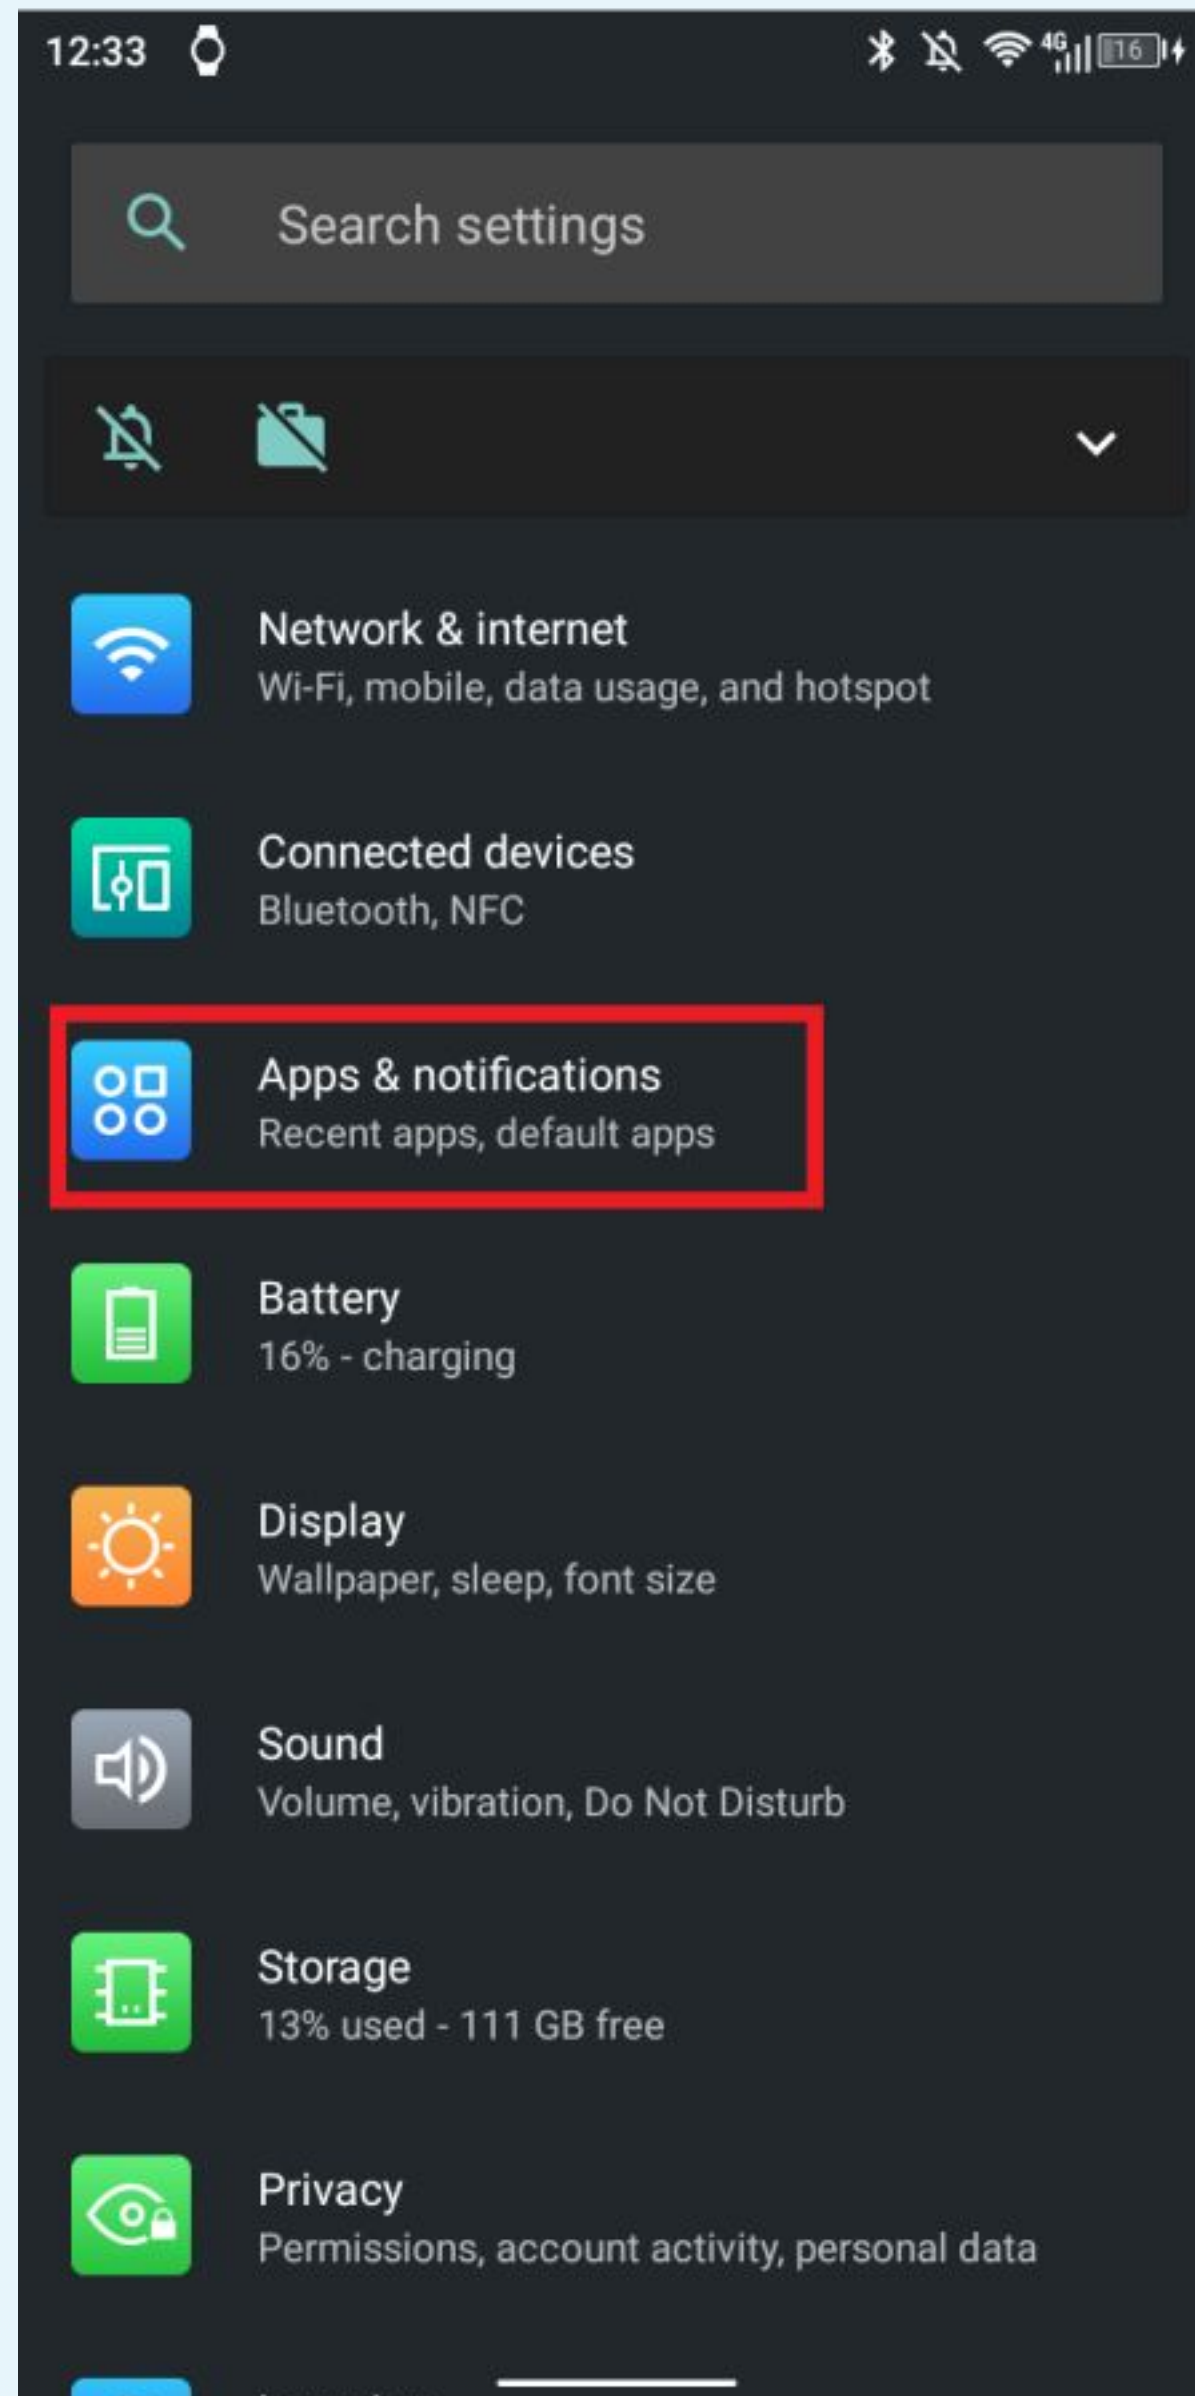 12:33
4G 16
Search settings
Network & internet
Wi-Fi, mobile, data usage, and hotspot
Connected devices
Bluetooth, NFC
Apps & notifications
Recent apps, default apps
Battery
16% - charging
Display
Wallpaper, sleep, font size
Sound
Volume, vibration, Do Not Disturb
Storage
13% used - 111 GB free
Privacy
Permissions, account activity, personal data